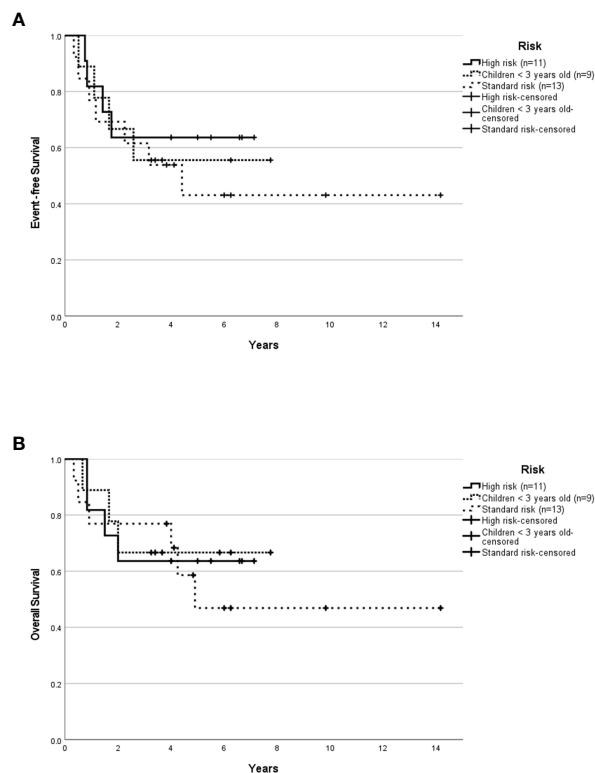 A
1.0
0.8
0.6
0.4
0.2
0.0
Event-free Survival
0 2 4 6 8 10 12 14
Years
Risk
High risk (n=11)
Children < 3 years old (n=9)
Standard risk (n=13)
High risk-censored
Children < 3 years old-
censored
Standard risk-censored
B
1.0
0.8
0.6
0.4
0.2
0.0
Overall Survival
0 2 4 6 8 10 12 14
Years
Risk
High risk (n=11)
Children < 3 years old (n=9)
Standard risk (n=13)
High risk-censored
Children < 3 years old-
censored
Standard risk-censored